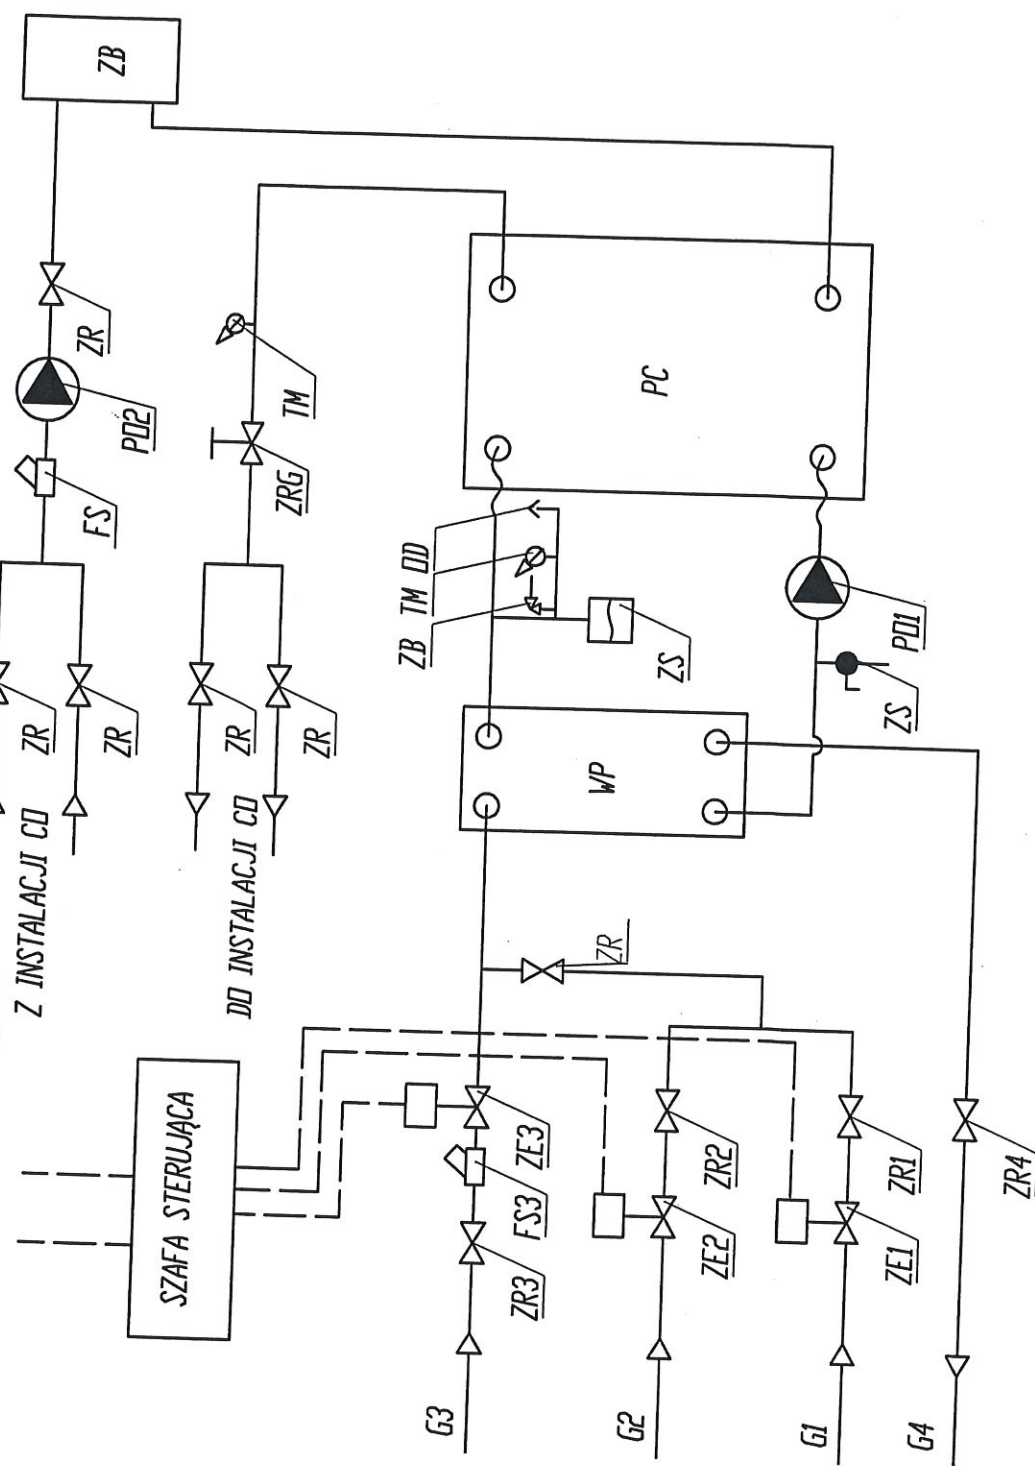 ZB
ZR
PO2
FS
ZR
ZR
Z INSTALACJI CO
TM
ZRG
ZR
ZR
DO INSTALACJI CO
PC
OD
TM
ZB
ZS
PO1
ZS
WP
ZR
SZAFA STERUJĄCA
ZE3
FS3
ZR3
G3
ZR2
ZE2
G2
ZR1
ZE1
G1
ZR4
G4